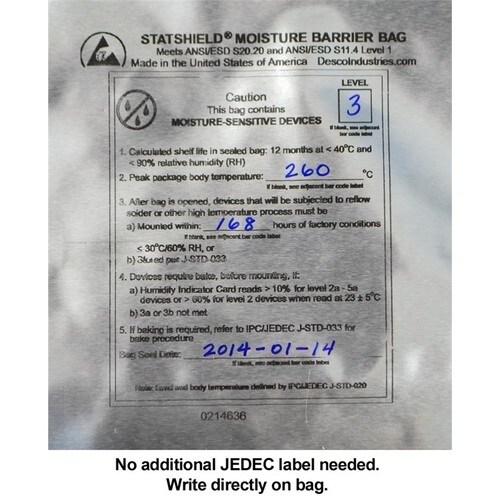 STATSHIELD® MOISTURE BARRIER BAG
Meets ANSI/ESD S20.20 and ANSI/ESD S11.4 Level 1
Made in the United States of America DescoIndustries.com
Caution
This bag contains
MOISTURE-SENSITIVE DEVICES
LEVEL
3
If blank, see adjacent
bar code label
1. Calculated shelf life in sealed bag: 12 months at < 40°C and
< 90% relative humidity (RH)
2. Peak package body temperature: 260 °C
If blank, see adjacent bar code label
3. After bag is opened, devices that will be subjected to reflow
solder or other high temperature process must be
a) Mounted within: 168 hours of factory conditions
If blank, see adjacent bar code label
≤ 30°C/60% RH, or
b) Stored per J-STD-033
4. Devices require bake, before mounting, if:
a) Humidity Indicator Card reads > 10% for level 2a - 5a
devices or > 60% for level 2 devices when read at 23 ± 5°C
b) 3a or 3b not met
5. If baking is required, refer to IPC/JEDEC J-STD-033 for
bake procedure
Bag Seal Date: 2014-01-14
If blank, see adjacent bar code label
Note: Level and body temperature defined by IPC/JEDEC J-STD-020
0214636
No additional JEDEC label needed.
Write directly on bag.